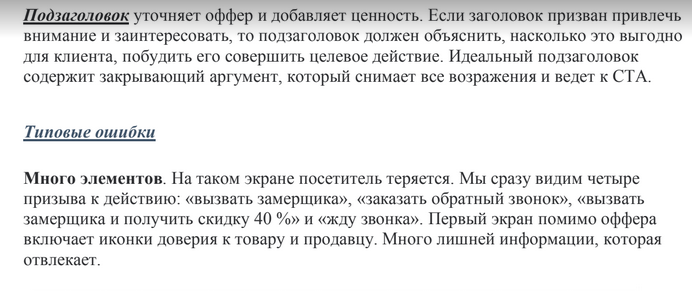 Подзаголовок уточняет оффер и добавляет ценность. Если заголовок призван привлечь
внимание и заинтересовать, то подзаголовок должен объяснить, насколько это выгодно
для клиента, побудить его совершить целевое действие. Идеальный подзаголовок
содержит закрывающий аргумент, который снимает все возражения и ведет к СТА.
Типовые ошибки
Много элементов. На таком экране посетитель теряется. Мы сразу видим четыре
призыва к действию: «вызвать замерщика», «заказать обратный звонок», «вызвать
замерщика и получить скидку 40 %» и «жду звонка». Первый экран помимо оффера
включает иконки доверия к товару и продавцу. Много лишней информации, которая
отвлекает.